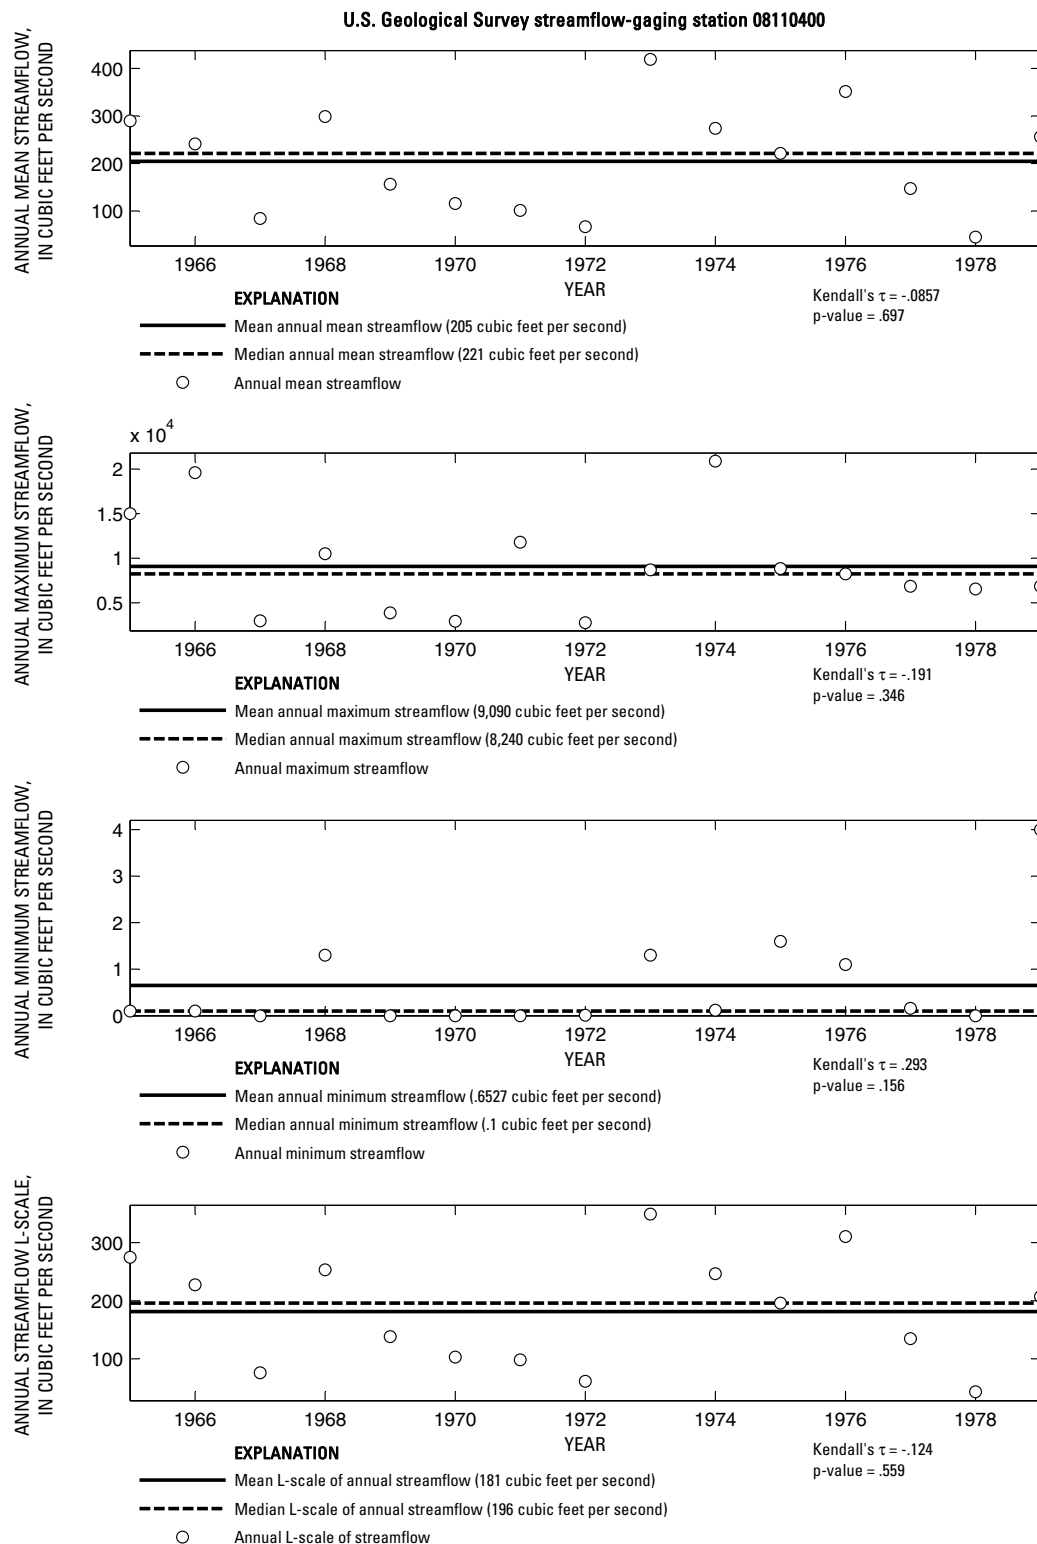 U.S. Geological Survey streamflow-gaging station 08110400
ANNUAL MEAN STREAMFLOW,
IN CUBIC FEET PER SECOND
400
300
200
100
1966 1968 1970 1972 1974 1976 1978
YEAR
Kendall's τ = -.0857
p-value = .697
EXPLANATION
Mean annual mean streamflow (205 cubic feet per second)
Median annual mean streamflow (221 cubic feet per second)
Annual mean streamflow
ANNUAL MAXIMUM STREAMFLOW,
IN CUBIC FEET PER SECOND
x 10^4
2
1.5
1
0.5
1966 1968 1970 1972 1974 1976 1978
YEAR
Kendall's τ = -.191
p-value = .346
EXPLANATION
Mean annual maximum streamflow (9,090 cubic feet per second)
Median annual maximum streamflow (8,240 cubic feet per second)
Annual maximum streamflow
ANNUAL MINIMUM STREAMFLOW,
IN CUBIC FEET PER SECOND
4
3
2
1
0
1966 1968 1970 1972 1974 1976 1978
YEAR
Kendall's τ = .293
p-value = .156
EXPLANATION
Mean annual minimum streamflow (.6527 cubic feet per second)
Median annual minimum streamflow (.1 cubic feet per second)
Annual minimum streamflow
ANNUAL STREAMFLOW L-SCALE,
IN CUBIC FEET PER SECOND
300
200
100
1966 1968 1970 1972 1974 1976 1978
YEAR
Kendall's τ = -.124
p-value = .559
EXPLANATION
Mean L-scale of annual streamflow (181 cubic feet per second)
Median L-scale of annual streamflow (196 cubic feet per second)
Annual L-scale of streamflow